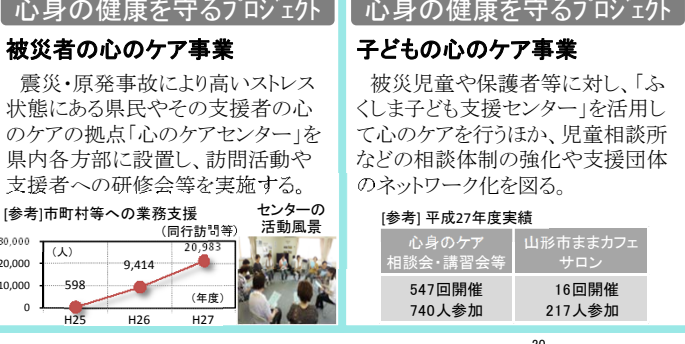 心身の健康を守るプロジェクト
被災者の心のケア事業
震災・原発事故により高いストレス
状態にある県民やその支援者の心
のケアの拠点「心のケアセンター」を
県内各方部に設置し、訪問活動や
支援者への研修会等を実施する。
[参考]市町村等への業務支援
（同行訪問等）
30,000
20,000
10,000
0
（人）
598
9,414
20,983
（年度）
H25
H26
H27
センターの
活動風景
心身の健康を守るプロジェクト
子どもの心のケア事業
被災児童や保護者等に対し、「ふ
くしま子ども支援センター」を活用し
て心のケアを行うほか、児童相談所
などの相談体制の強化や支援団体
のネットワーク化を図る。
[参考] 平成27年度実績
心身のケア
相談会・講習会等
山形市ままカフェ
サロン
547回開催
740人参加
16回開催
217人参加